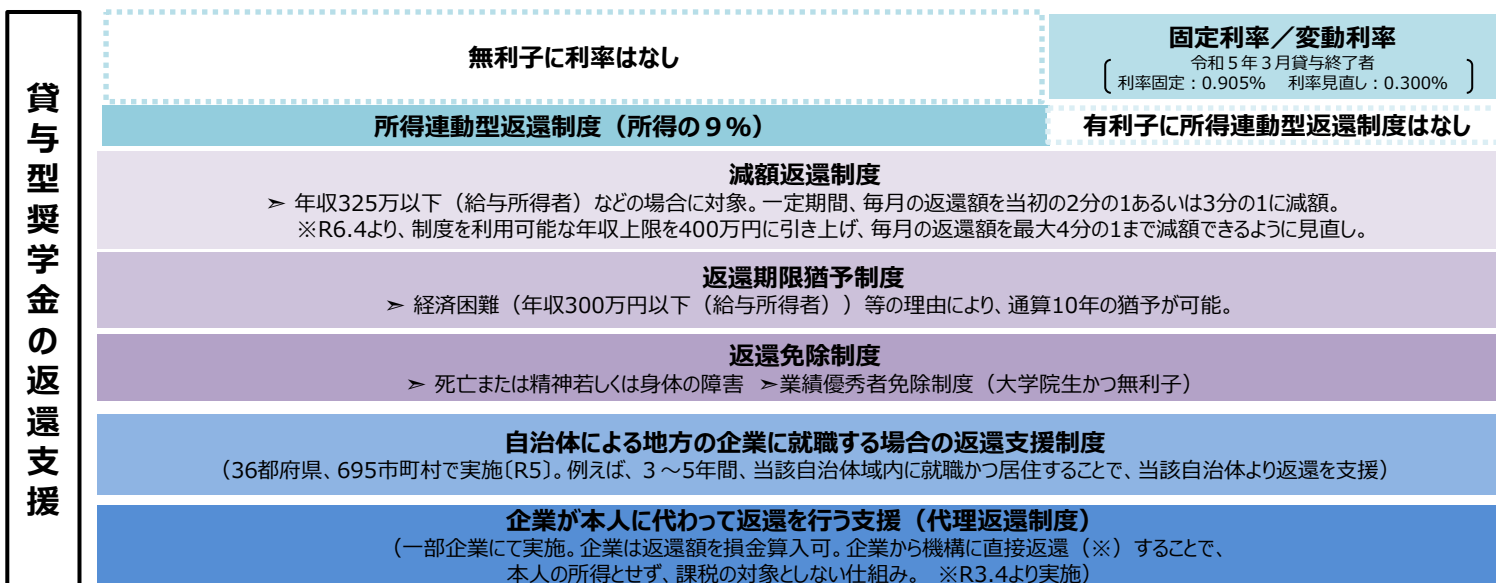 貸与型奨学金の返還支援
無利子に利率はなし
固定利率／変動利率
令和５年３月貸与終了者
利率固定：0.905%　利率見直し：0.300%
所得連動型返還制度（所得の９％）
有利子に所得連動型返還制度はなし
減額返還制度
➣ 年収325万以下（給与所得者）などの場合に対象。一定期間、毎月の返還額を当初の2分の1あるいは3分の1に減額。
※R6.4より、制度を利用可能な年収上限を400万円に引き上げ、毎月の返還額を最大4分の1まで減額できるように見直し。
返還期限猶予制度
➣ 経済困難（年収300万円以下（給与所得者））等の理由により、通算10年の猶予が可能。
返還免除制度
➣ 死亡または精神若しくは身体の障害　➣業績優秀者免除制度（大学院生かつ無利子）
自治体による地方の企業に就職する場合の返還支援制度
（36都府県、695市町村で実施〔R5〕。例えば、３～5年間、当該自治体域内に就職かつ居住することで、当該自治体より返還を支援）
企業が本人に代わって返還を行う支援（代理返還制度）
（一部企業にて実施。企業は返還額を損金算入可。企業から機構に直接返還（※）することで、
本人の所得とせず、課税の対象としない仕組み。　※R3.4より実施）